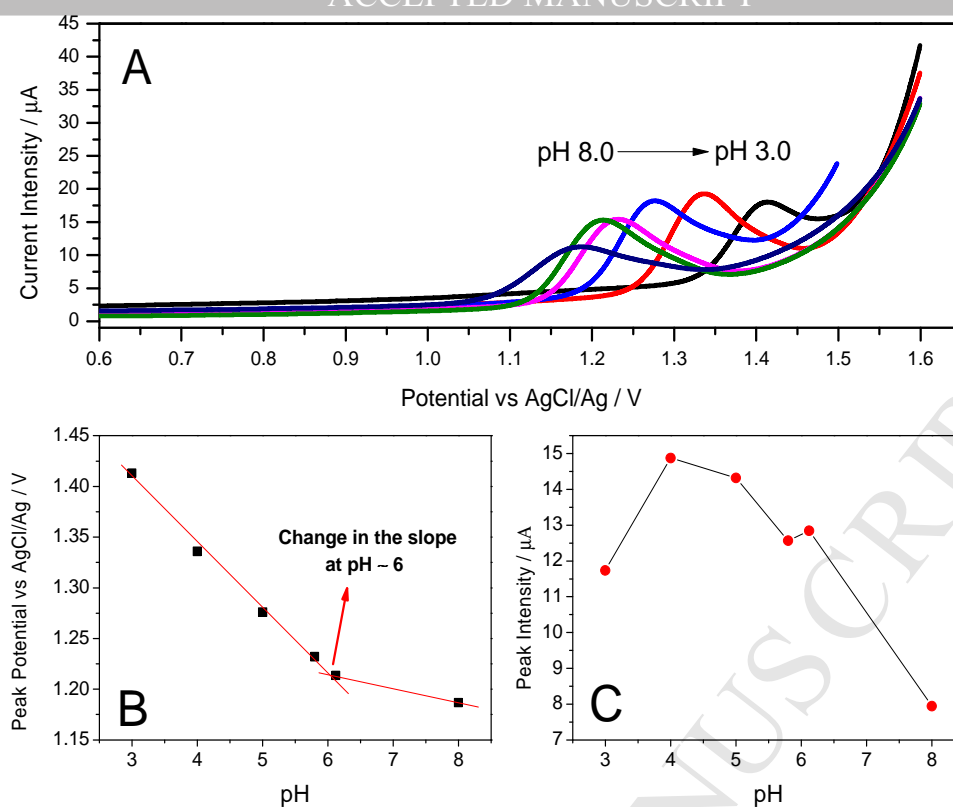 ACCEPTED MANUSCRIPT
A
45
40
35
30
25
20
15
10
5
0
Current Intensity / μA
pH 8.0 pH 3.0
0.6 0.7 0.8 0.9 1.0 1.1 1.2 1.3 1.4 1.5 1.6
Potential vs AgCl/Ag / V
1.45
1.40
1.35
1.30
1.25
1.20
1.15
Peak Potential vs AgCl/Ag / V
Change in the slope
at pH ~ 6
B
3 4 5 6 7 8
pH
15
14
13
12
11
10
9
8
7
Peak Intensity / μA
C
3 4 5 6 7 8
pH
NUSCRIP